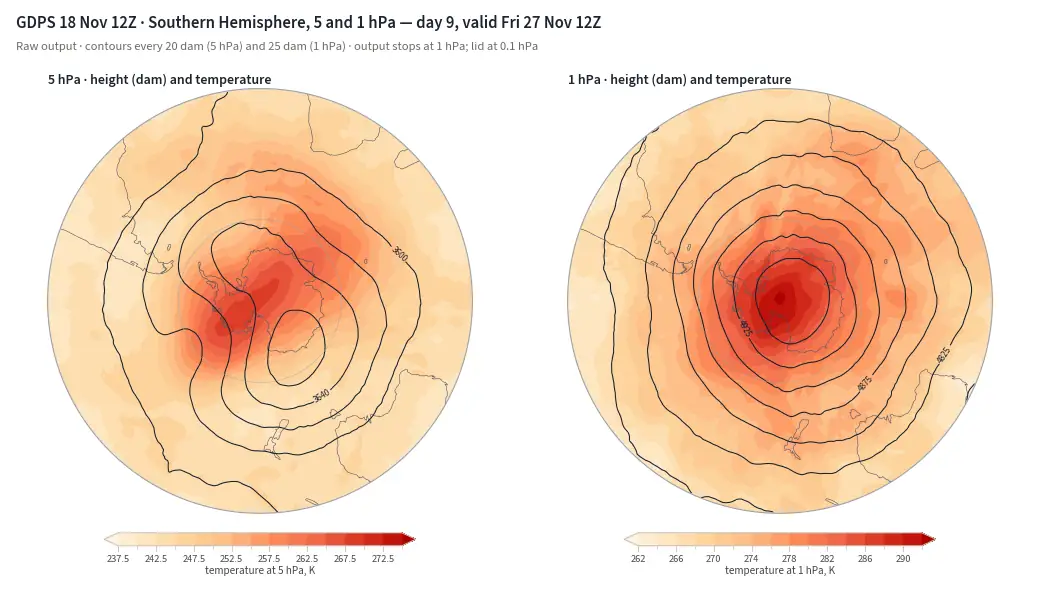 GDPS 18 Nov 12Z · Southern Hemisphere, 5 and 1 hPa — day 9, valid Fri 27 Nov 12Z
Raw output · contours every 20 dam (5 hPa) and 25 dam (1 hPa) · output stops at 1 hPa; lid at 0.1 hPa
5 hPa · height (dam) and temperature
1 hPa · height (dam) and temperature
3600
3640
4925
4825
4875
237.5 242.5 247.5 252.5 257.5 262.5 267.5 272.5
temperature at 5 hPa, K
262 266 270 274 278 282 286 290
temperature at 1 hPa, K